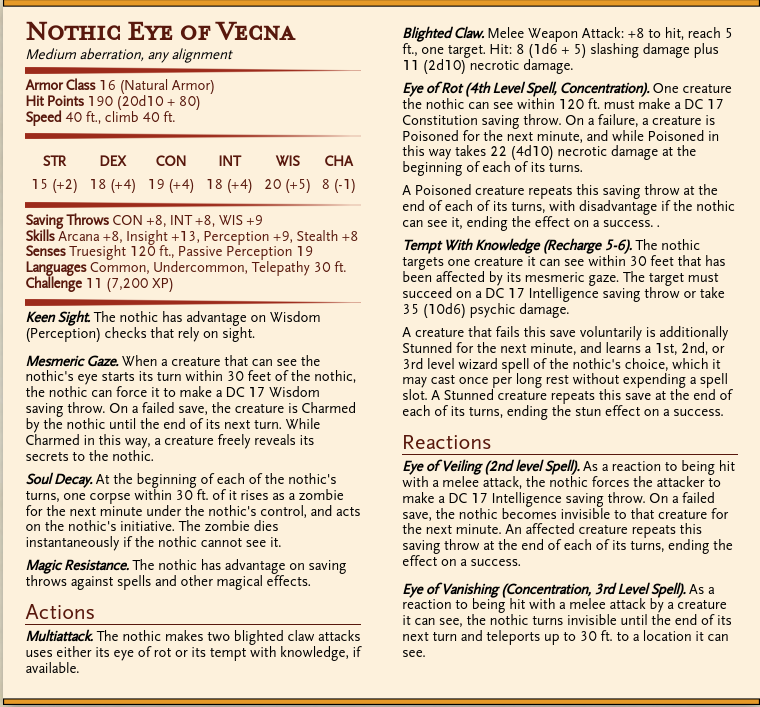 Nothic Eye of Vecna
Medium aberration, any alignment
Armor Class 16 (Natural Armor)
Hit Points 190 (20d10 + 80)
Speed 40 ft., climb 40 ft.
STR DEX CON INT WIS CHA
15 (+2) 18 (+4) 19 (+4) 18 (+4) 20 (+5) 8 (-1)
Saving Throws CON +8, INT +8, WIS +9
Skills Arcana +8, Insight +13, Perception +9, Stealth +8
Senses Truesight 120 ft., Passive Perception 19
Languages Common, Undercommon, Telepathy 30 ft.
Challenge 11 (7,200 XP)
Keen Sight. The nothic has advantage on Wisdom
(Perception) checks that rely on sight.
Mesmeric Gaze. When a creature that can see the
nothic's eye starts its turn within 30 feet of the nothic,
the nothic can force it to make a DC 17 Wisdom
saving throw. On a failed save, the creature is Charmed
by the nothic until the end of its next turn. While
Charmed in this way, a creature freely reveals its
secrets to the nothic.
Soul Decay. At the beginning of each of the nothic's
turns, one corpse within 30 ft. of it rises as a zombie
for the next minute under the nothic's control, and acts
on the nothic's initiative. The zombie dies
instantaneously if the nothic cannot see it.
Magic Resistance. The nothic has advantage on saving
throws against spells and other magical effects.
Actions
Multiattack. The nothic makes two blighted claw attacks
uses either its eye of rot or its tempt with knowledge, if
available.
Blighted Claw. Melee Weapon Attack: +8 to hit, reach 5
ft., one target. Hit: 8 (1d6 + 5) slashing damage plus
11 (2d10) necrotic damage.
Eye of Rot (4th Level Spell, Concentration). One creature
the nothic can see within 120 ft. must make a DC 17
Constitution saving throw. On a failure, a creature is
Poisoned for the next minute, and while Poisoned in
this way takes 22 (4d10) necrotic damage at the
beginning of each of its turns.
A Poisoned creature repeats this saving throw at the
end of each of its turns, with disadvantage if the nothic
can see it, ending the effect on a success. .
Tempt With Knowledge (Recharge 5-6). The nothic
targets one creature it can see within 30 feet that has
been affected by its mesmeric gaze. The target must
succeed on a DC 17 Intelligence saving throw or take
35 (10d6) psychic damage.
A creature that fails this save voluntarily is additionally
Stunned for the next minute, and learns a 1st, 2nd, or
3rd level wizard spell of the nothic's choice, which it
may cast once per long rest without expending a spell
slot. A Stunned creature repeats this save at the end of
each of its turns, ending the stun effect on a success.
Reactions
Eye of Veiling (2nd level Spell). As a reaction to being hit
with a melee attack, the nothic forces the attacker to
make a DC 17 Intelligence saving throw. On a failed
save, the nothic becomes invisible to that creature for
the next minute. An affected creature repeats this
saving throw at the end of each of its turns, ending the
effect on a success.
Eye of Vanishing (Concentration, 3rd Level Spell). As a
reaction to being hit with a melee attack by a creature
it can see, the nothic turns invisible until the end of its
next turn and teleports up to 30 ft. to a location it can
see.